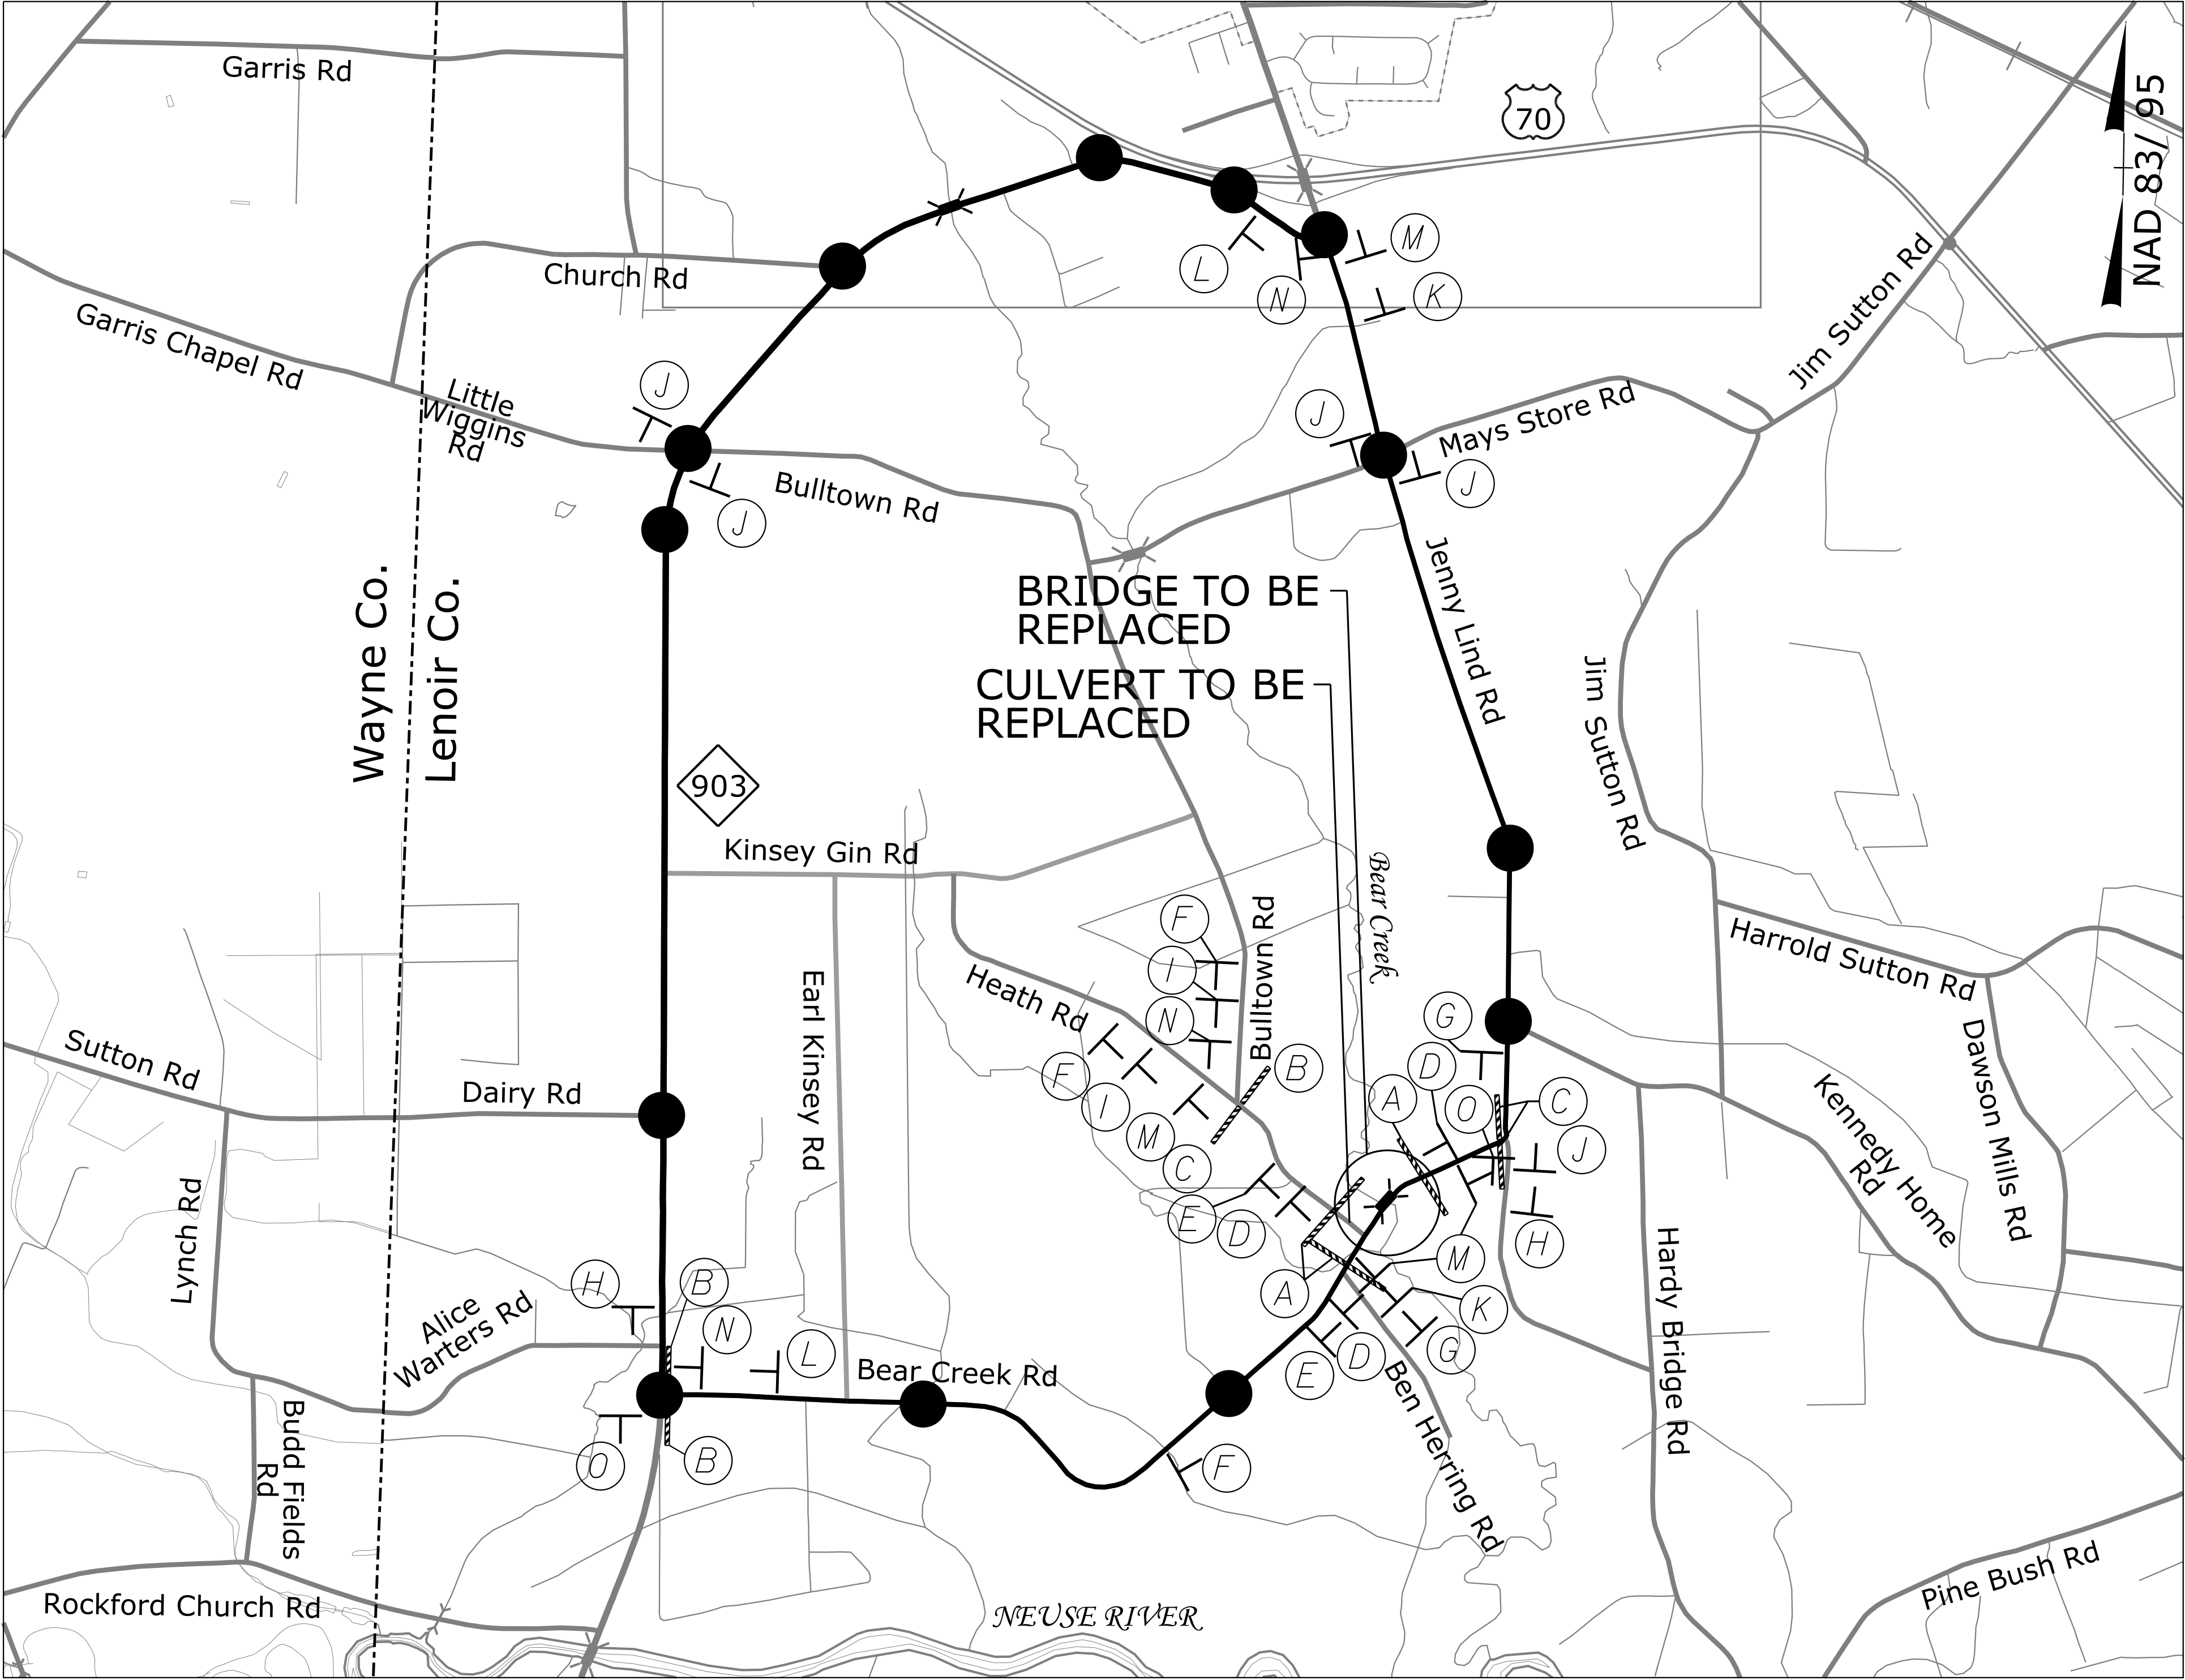 Garris Rd
70
NAD 83/ 95
M
L
Church Rd
N
K
Jim Sutton Rd
Garris Chapel Rd
J
Little
Wiggins
Rd
J
Mays Store Rd
J
Bulltown Rd
J
Jenny Lind Rd
BRIDGE TO BE
REPLACED
Wayne Co.
Lenoir Co.
CULVERT TO BE
REPLACED
Jim Sutton Rd
903
Kinsey Gin Rd
Bear Creek
F
Bulltown Rd
Harrold Sutton Rd
I
Heath Rd
N
G
Earl Kinsey Rd
Sutton Rd
Dairy Rd
F
B
D
I
A
O
C
M
J
C
Kennedy Home
Rd
Dawson Mills Rd
Lynch Rd
E
D
H
M
H
B
A
K
Alice
Warters Rd
N
L
G
D
E
Hardy Bridge Rd
Bear Creek Rd
Ben Herring Rd
Budd Fields
Rd
O
B
F
Rockford Church Rd
NEUSE RIVER
Pine Bush Rd